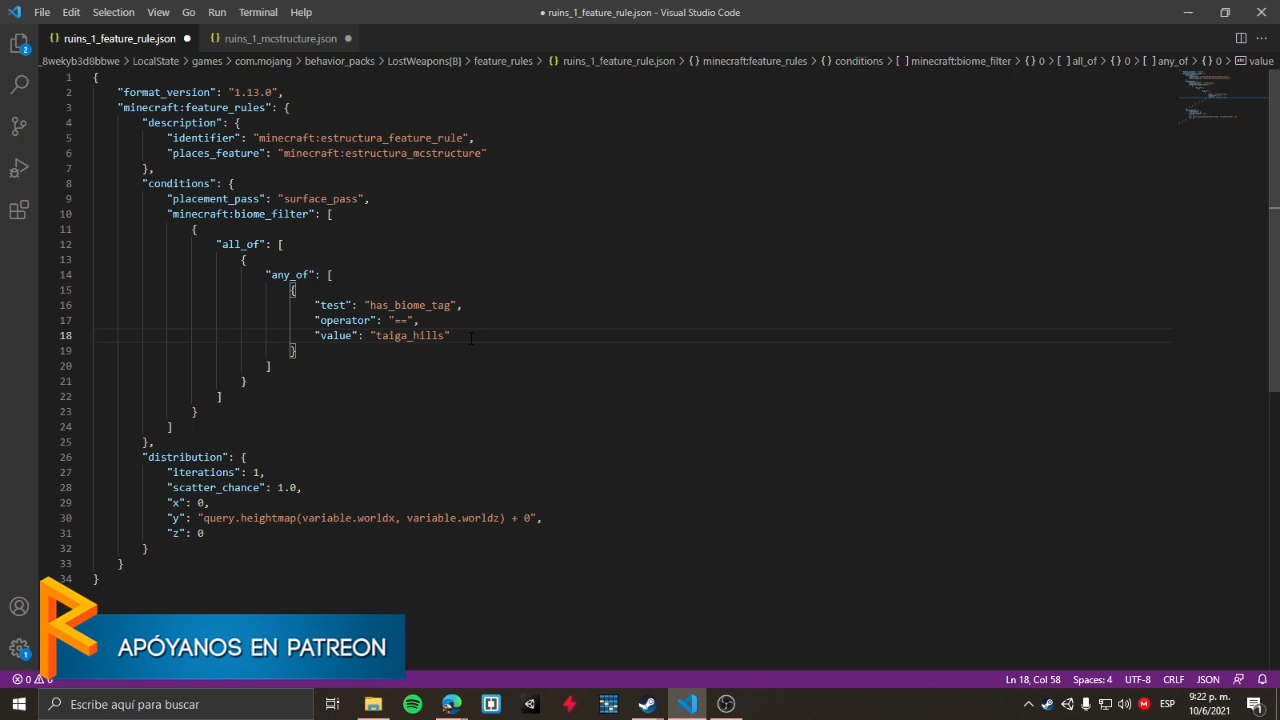 File Edit Selection View Go Run Terminal Help
● ruins_1_feature_rule.json - Visual Studio Code
{} ruins_1_feature_rule.json ● {} ruins_1_mcstructure.json ●
_8wekyb3d8bbwe > LocalState > games > com.mojang > behavior_packs > LostWeapons[B] > feature_rules > {} ruins_1_feature_rule.json > {} minecraft:feature_rules > {} conditions > [ ] minecraft:biome_filter > {} 0 > [ ] all_of > {} 0 > [ ] any_of > {} 0 > value
1 {
2 "format_version": "1.13.0",
3 "minecraft:feature_rules": {
4 "description": {
5 "identifier": "minecraft:estructura_feature_rule",
6 "places_feature": "minecraft:estructura_mcstructure"
7 },
8 "conditions": {
9 "placement_pass": "surface_pass",
10 "minecraft:biome_filter": [
11 {
12 "all_of": [
13 {
14 "any_of": [
15 {
16 "test": "has_biome_tag",
17 "operator": "==",
18 "value": "taiga_hills"
19 }
20 ]
21 }
22 ]
23 }
24 ]
25 },
26 "distribution": {
27 "iterations": 1,
28 "scatter_chance": 1.0,
29 "x": 0,
30 "y": "query.heightmap(variable.worldx, variable.worldz) + 0",
31 "z": 0
32 }
33 }
34 }
2
1
APÓYANOS EN PATREON
0
Ln 18, Col 58 Spaces: 4 UTF-8 CRLF JSON
Escribe aquí para buscar
ESP
9:22 p. m.
10/6/2021